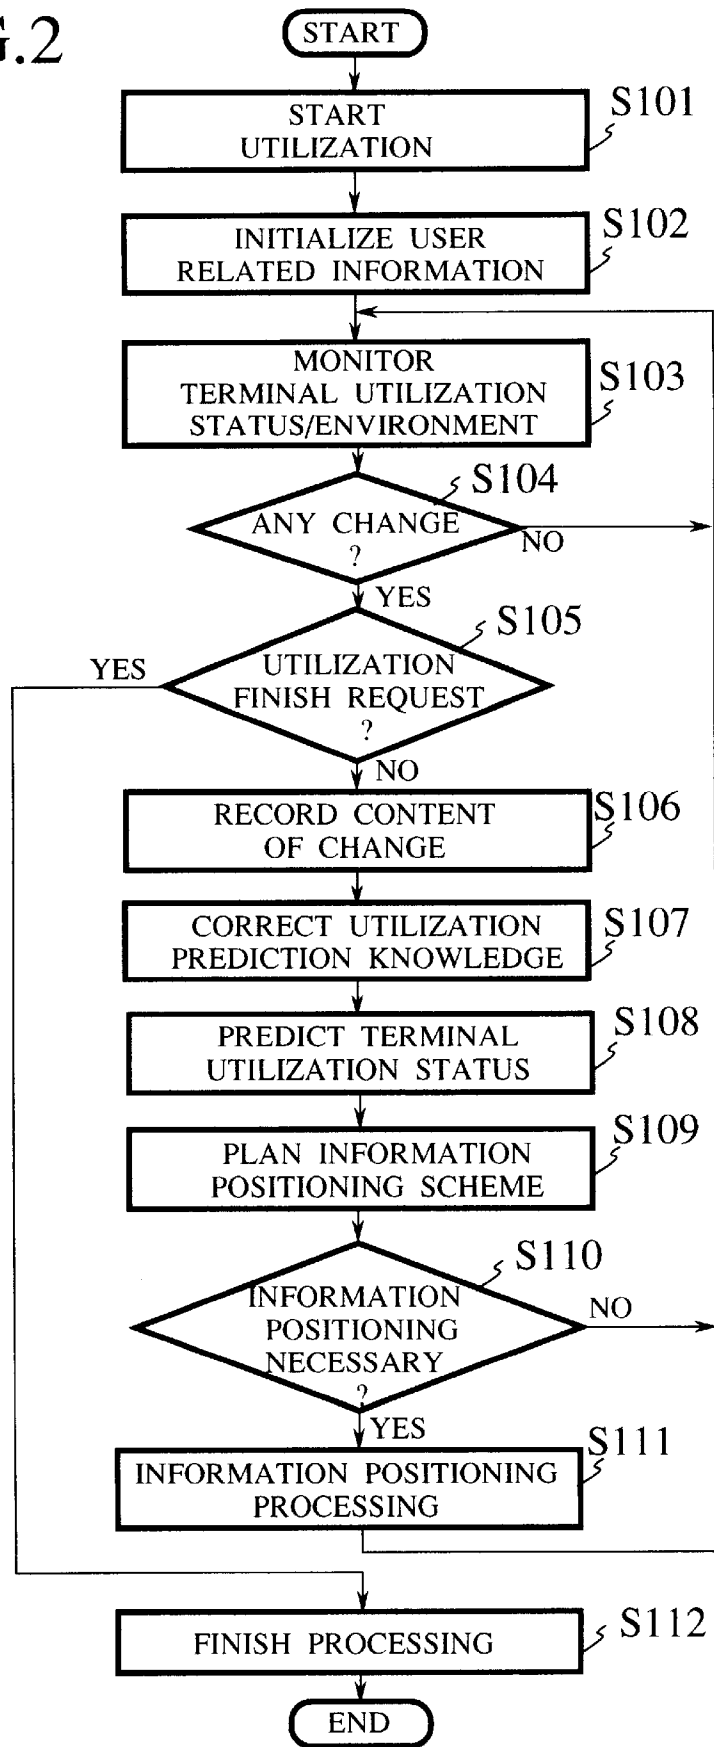 G.2
START
S101
START
UTILIZATION
S102
INITIALIZE USER
RELATED INFORMATION
MONITOR
TERMINAL UTILIZATION
STATUS/ENVIRONMENT
S103
S104
ANY CHANGE
?
NO
YES
S105
YES
UTILIZATION
FINISH REQUEST
?
NO
S106
RECORD CONTENT
OF CHANGE
S107
CORRECT UTILIZATION
PREDICTION KNOWLEDGE
S108
PREDICT TERMINAL
UTILIZATION STATUS
S109
PLAN INFORMATION
POSITIONING SCHEME
S110
INFORMATION
POSITIONING
NECESSARY
?
NO
YES
S111
INFORMATION POSITIONING
PROCESSING
S112
FINISH PROCESSING
END